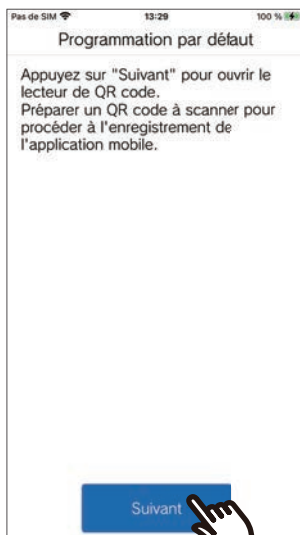 Pas de SIM 13:29 100 %
Programmation par défaut
Appuyez sur "Suivant" pour ouvrir le
lecteur de QR code.
Préparer un QR code à scanner pour
procéder à l'enregistrement de
l'application mobile.
Suivant